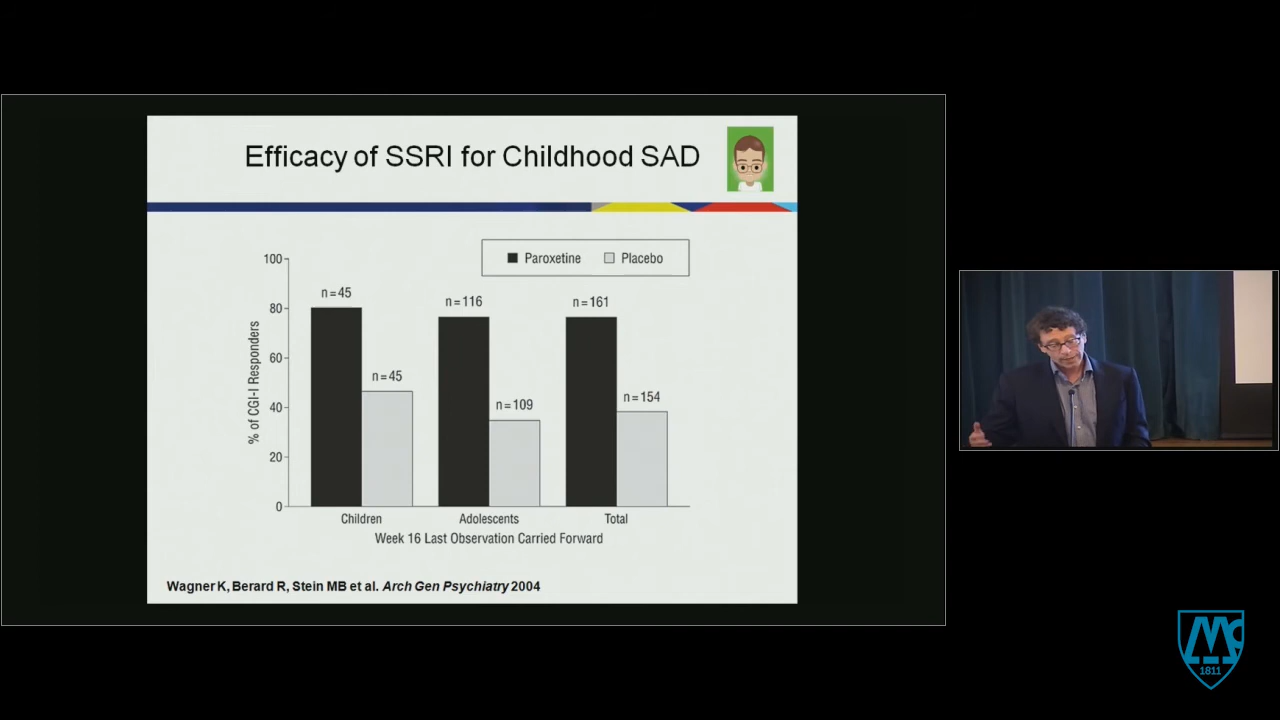 Efficacy of SSRI for Childhood SAD
Paroxetine Placebo
100
80
60
40
20
0
% of CGI-I Responders
n=45
n=45
n=116
n=109
n=161
n=154
Children Adolescents Total
Week 16 Last Observation Carried Forward
Wagner K, Berard R, Stein MB et al. Arch Gen Psychiatry 2004
Mc
1811